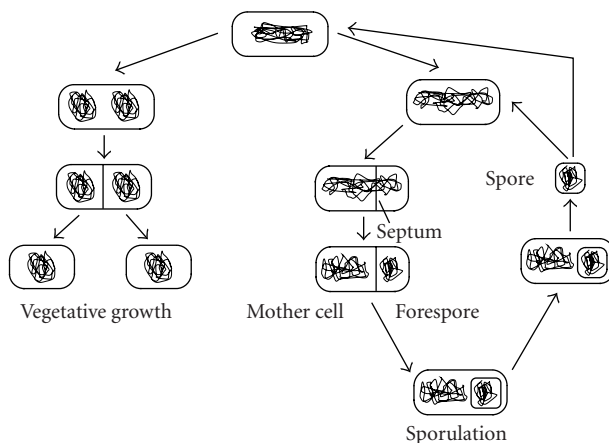 Spore
Septum
Vegetative growth
Mother cell
Forespore
Sporulation